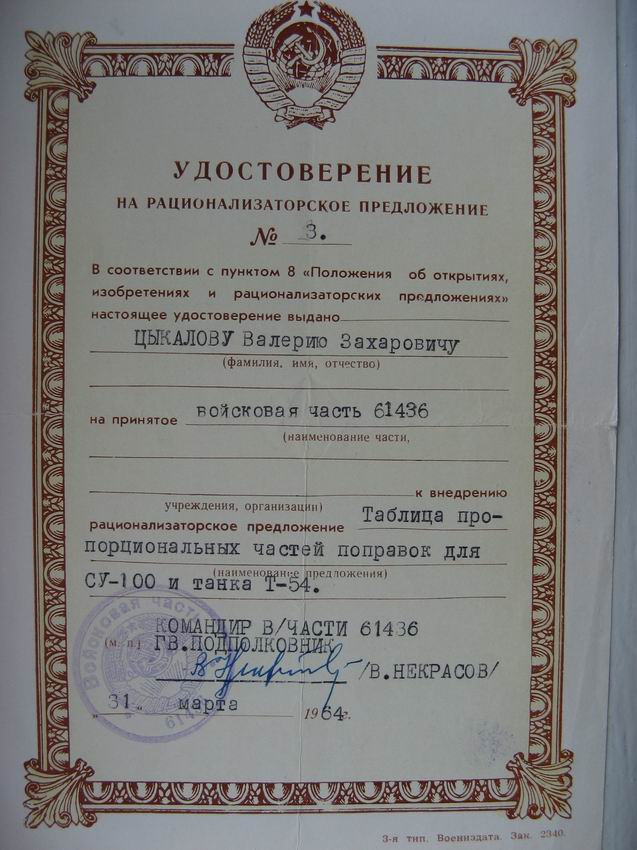 УДОСТОВЕРЕНИЕ
НА РАЦИОНАЛИЗАТОРСКОЕ ПРЕДЛОЖЕНИЕ
№ 3.
В соответствии с пунктом 8 «Положения об открытиях,
изобретениях и рационализаторских предложениях»
настоящее удостоверение выдано
ЦЫКАЛОВУ Валерию Захаровичу
(фамилия, имя, отчество)
на принятое войсковая часть 61436
(наименование части,
к внедрению
учреждения, организации)
рационализаторское предложение Таблица про-
порциональных частей поправок для
(наименование предложения)
СУ-100 и танка Т-54.
КОМАНДИР В/ЧАСТИ 61436
(м. п.) ГВ.ПОДПОЛКОВНИК
/В.НЕКРАСОВ/
„31„ марта 1964г.
Войсковая часть
3-я тип. Воениздата. Зак. 2340.